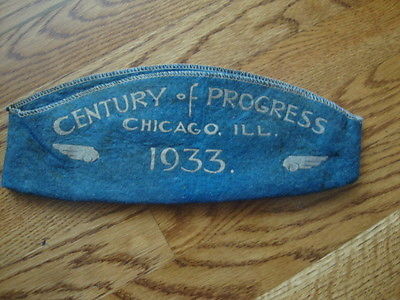 CENTURY of PROGRESS
CHICAGO, ILL.
1933.